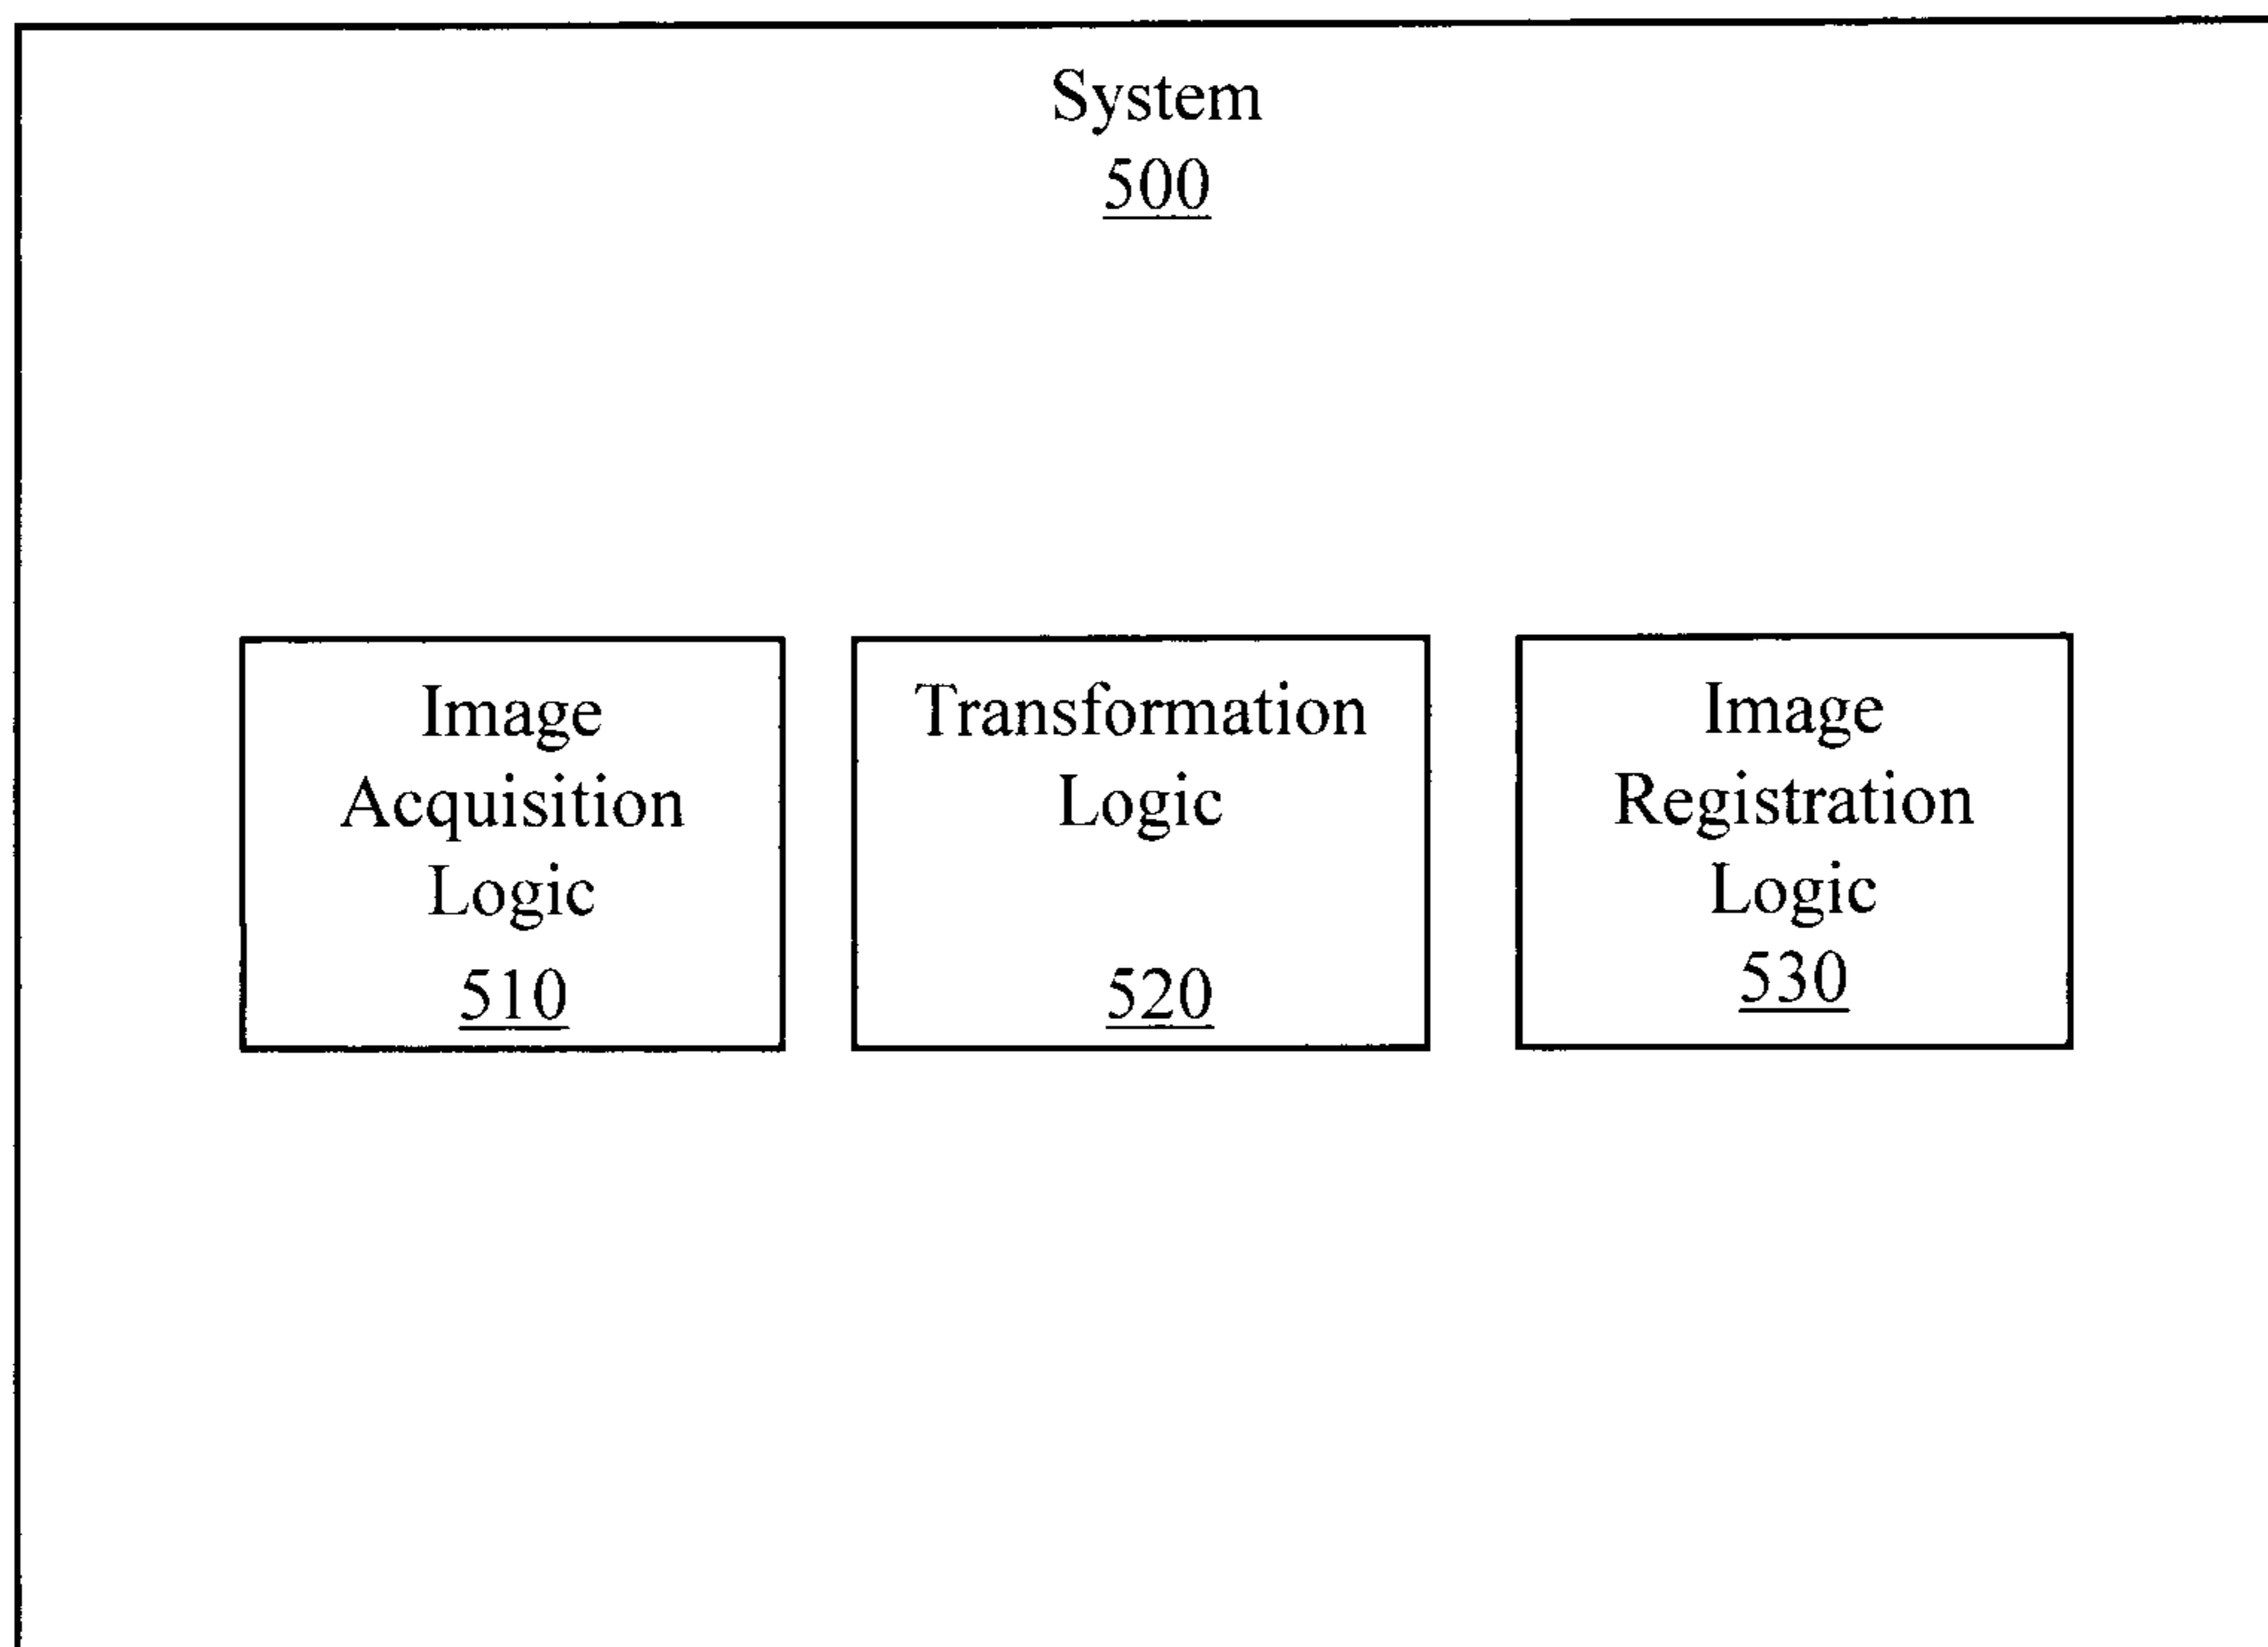 System
500
Image
Acquisition
Logic
510
Transformation
Logic
520
Image
Registration
Logic
530